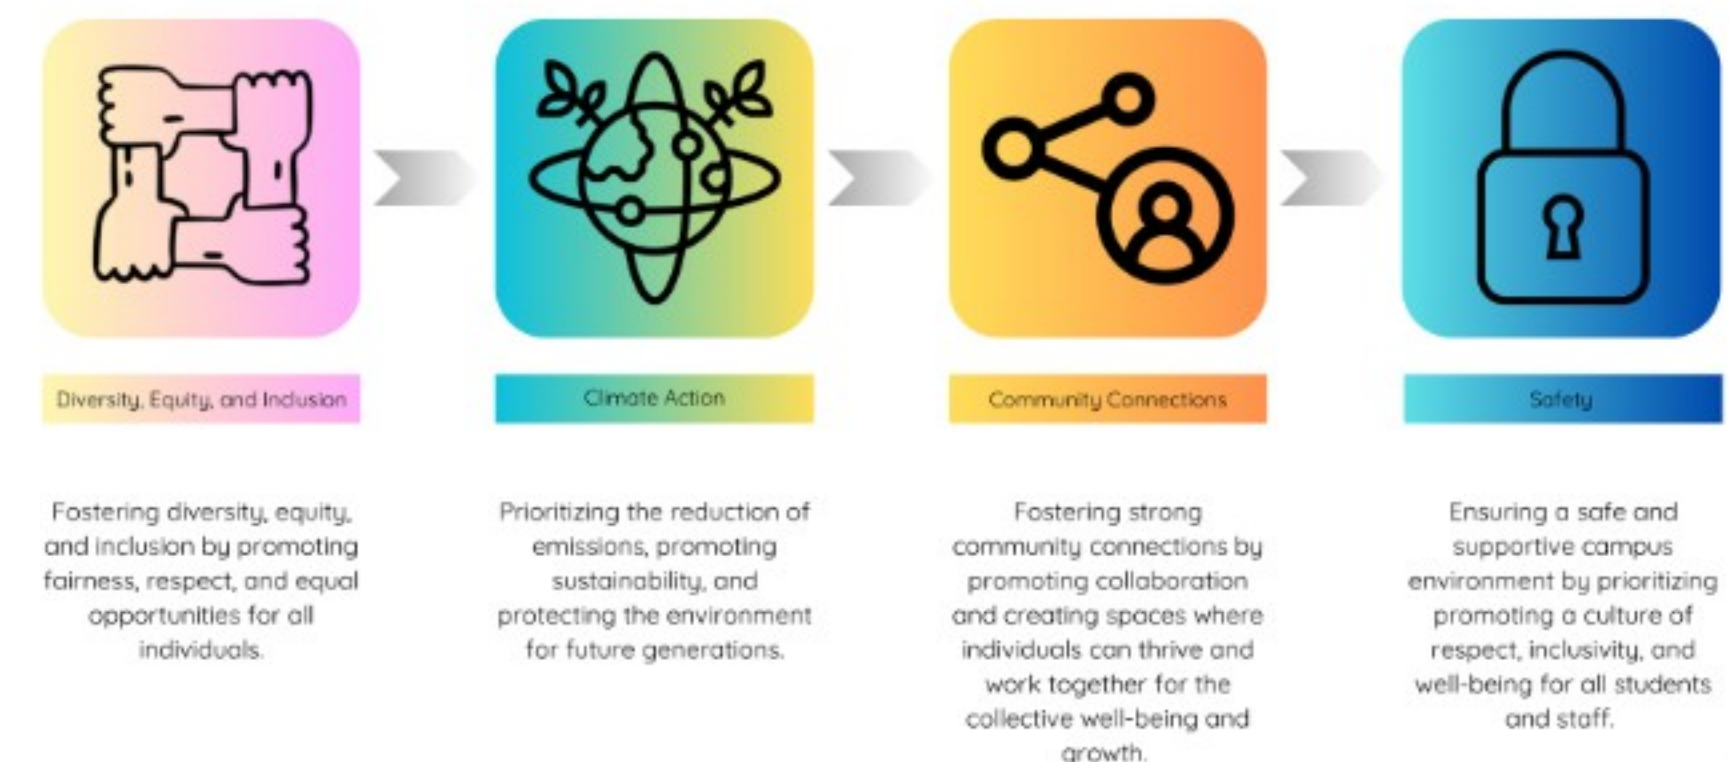 Diversity, Equity, and Inclusion
Fostering diversity, equity,
and inclusion by promoting
fairness, respect, and equal
opportunities for all
individuals.
Climate Action
Prioritizing the reduction of
emissions, promoting
sustainability, and
protecting the environment
for future generations.
Community Connections
Fostering strong
community connections by
promoting collaboration
and creating spaces where
individuals can thrive and
work together for the
collective well-being and
growth.
Safety
Ensuring a safe and
supportive campus
environment by prioritizing
promoting a culture of
respect, inclusivity, and
well-being for all students
and staff.